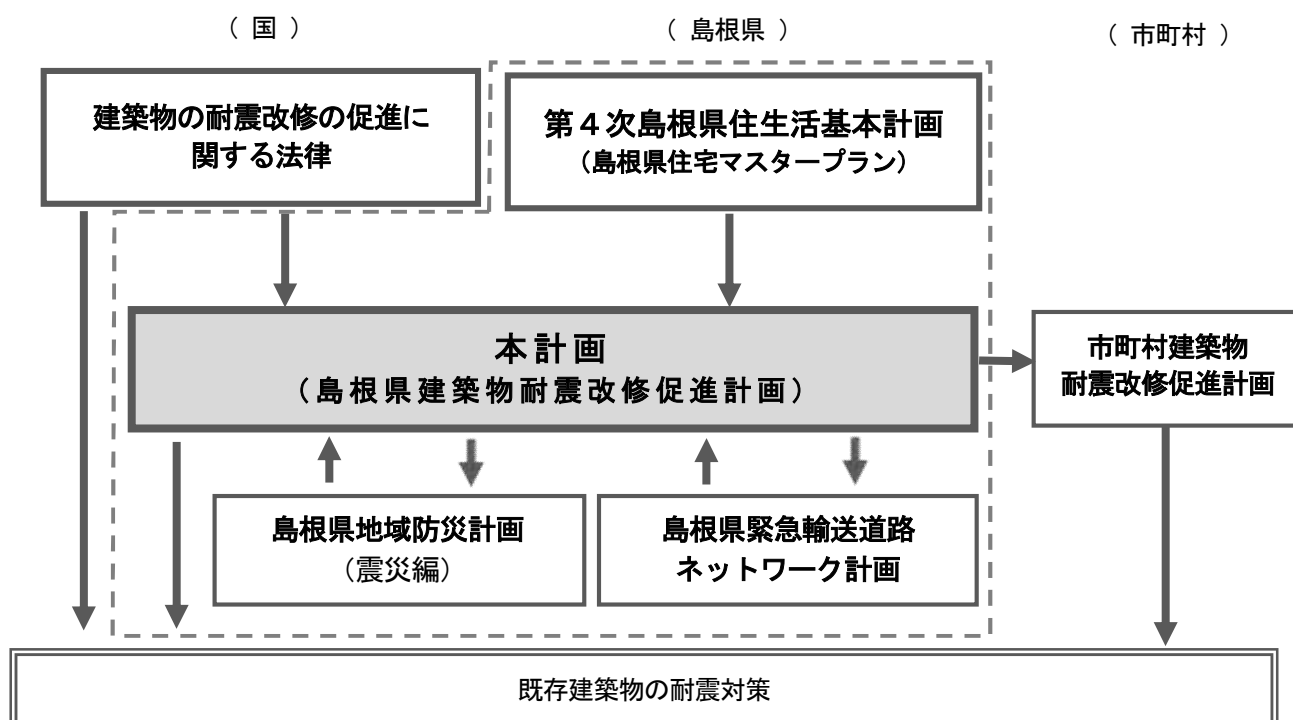 （ 国 ）
（ 島根県 ）
（ 市町村 ）
建築物の耐震改修の促進に
関する法律
第４次島根県住生活基本計画
（島根県住宅マスタープラン）
本計画
（島根県建築物耐震改修促進計画）
市町村建築物
耐震改修促進計画
島根県地域防災計画
（震災編）
島根県緊急輸送道路
ネットワーク計画
既存建築物の耐震対策